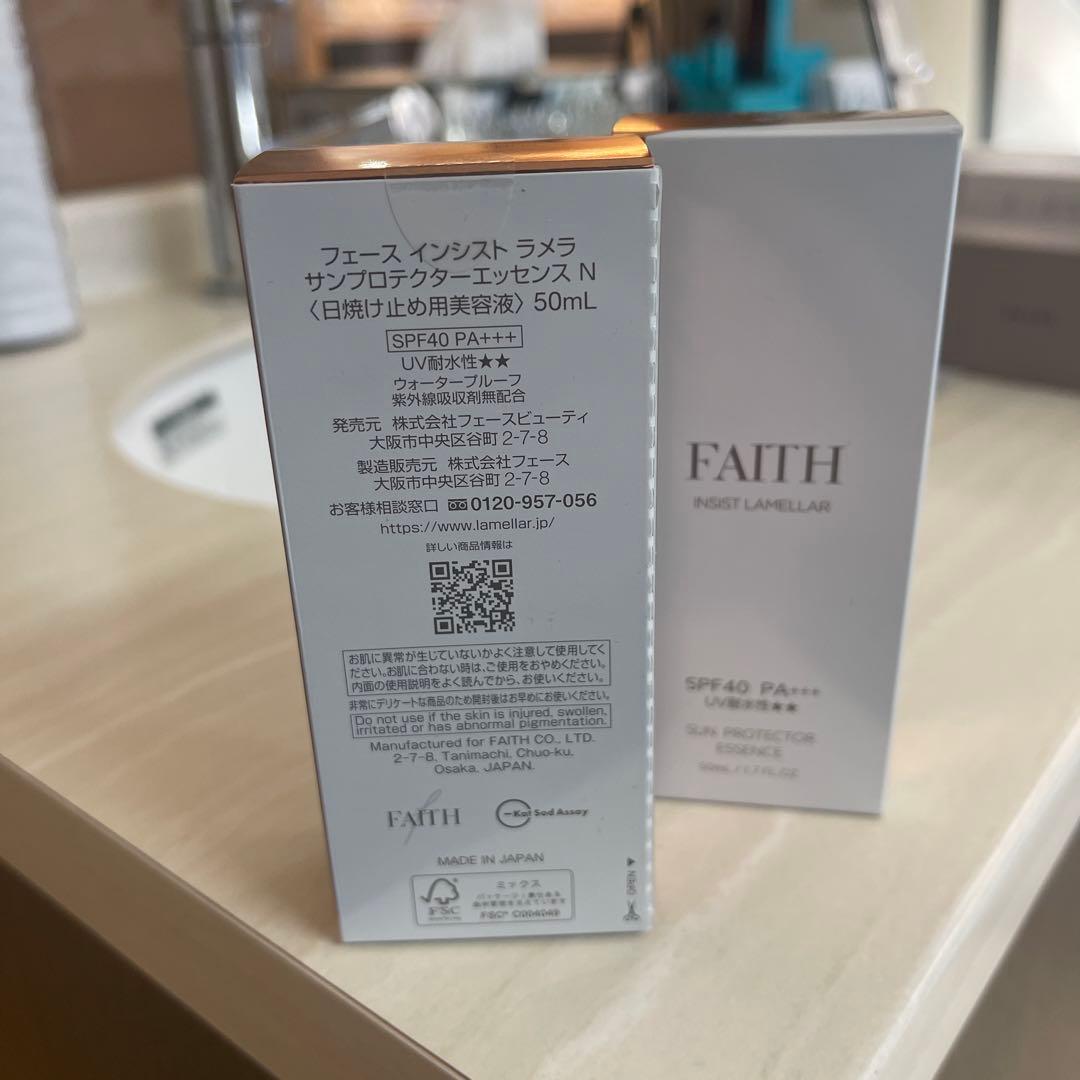 フェース インシスト ラメラ
サンプロテクターエッセンス N
〈日焼け止め用美容液〉 50mL
SPF40 PA+++
UV耐水性★★
ウォータープルーフ
紫外線吸収剤無配合
発売元 株式会社フェースビューティ
大阪市中央区谷町2-7-8
製造販売元 株式会社フェース
大阪市中央区谷町2-7-8
お客様相談窓口 0120-957-056
https://www.lamellar.jp/
詳しい商品情報は
お肌に異常が生じていないかよく注意して使用してく
ださい。お肌に合わない時は、ご使用をおやめください。
内面の使用説明をよく読んでから、お使いください。
非常にデリケートな商品のため開封後はお早めにお使いください。
Do not use if the skin is injured, swollen,
irritated or has abnormal pigmentation.
Manufactured for FAITH CO., LTD.
2-7-8, Tanimachi, Chuo-ku,
Osaka, JAPAN.
FAITH
Kai Sod Assay
MADE IN JAPAN
FSC
ミックス
FSC® C004049
FAITH
INSIST LAMELLAR
SPF40 PA+++
UV耐水性★★
SUN PROTECTOR
ESSENCE
50mL / 1.7 FL.OZ